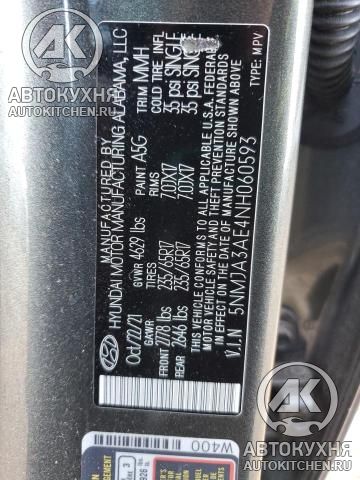 MANUFACTURED BY
HYUNDAI MOTOR MANUFACTURING ALABAMA, LLC
Oct/22/21 GVWR 4629 lbs PAINT A5G TRIM MMH
GAWR TIRES RIMS COLD TIRE INFL
FRONT 2778 lbs 235/65R17 7.0JX17 35 psi SINGLE
REAR 2646 lbs 235/65R17 7.0JX17 35 psi SINGLE
THIS VEHICLE CONFORMS TO ALL APPLICABLE U.S.A. FEDERAL
MOTOR VEHICLE SAFETY AND THEFT PREVENTION STANDARDS
IN EFFECT ON THE DATE OF MANUFACTURE SHOWN ABOVE
V.I.N 5NMJA3AE4NH060593 TYPE: MPV
W400
АВТОКУХНЯ
AUTOKITCHEN.RU
АВТОКУХНЯ
AUTOKITCHEN.RU